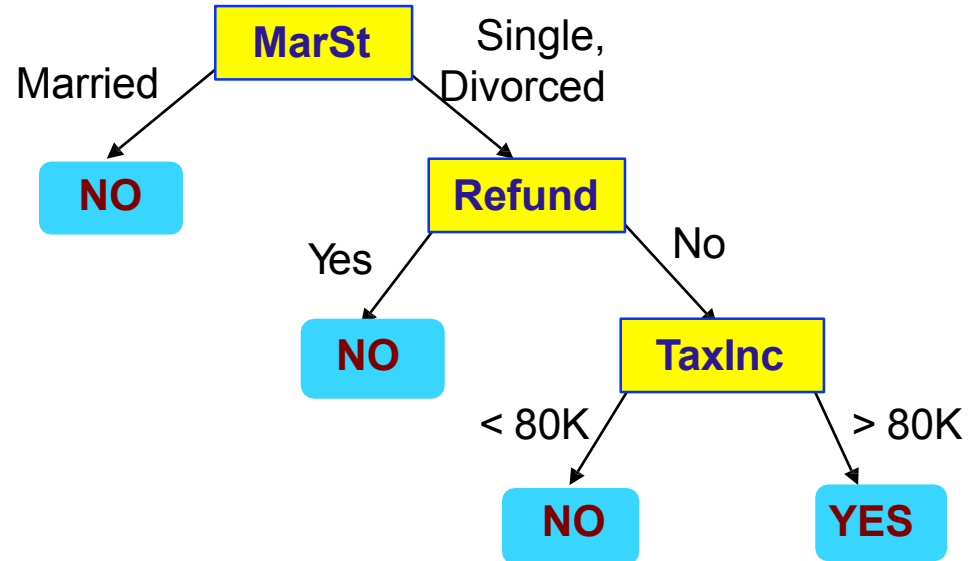 MarSt
Single,
Married
Divorced
NO
Refund
Yes
No
NO
TaxInc
< 80K
> 80K
NO
YES